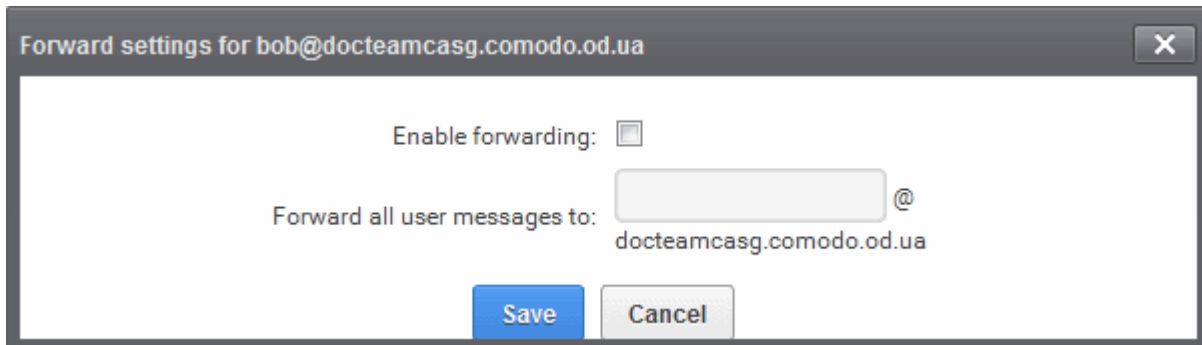 Forward settings for bob@docteamcasg.comodo.od.ua
Enable forwarding:
Forward all user messages to: @
docteamcasg.comodo.od.ua
Save Cancel